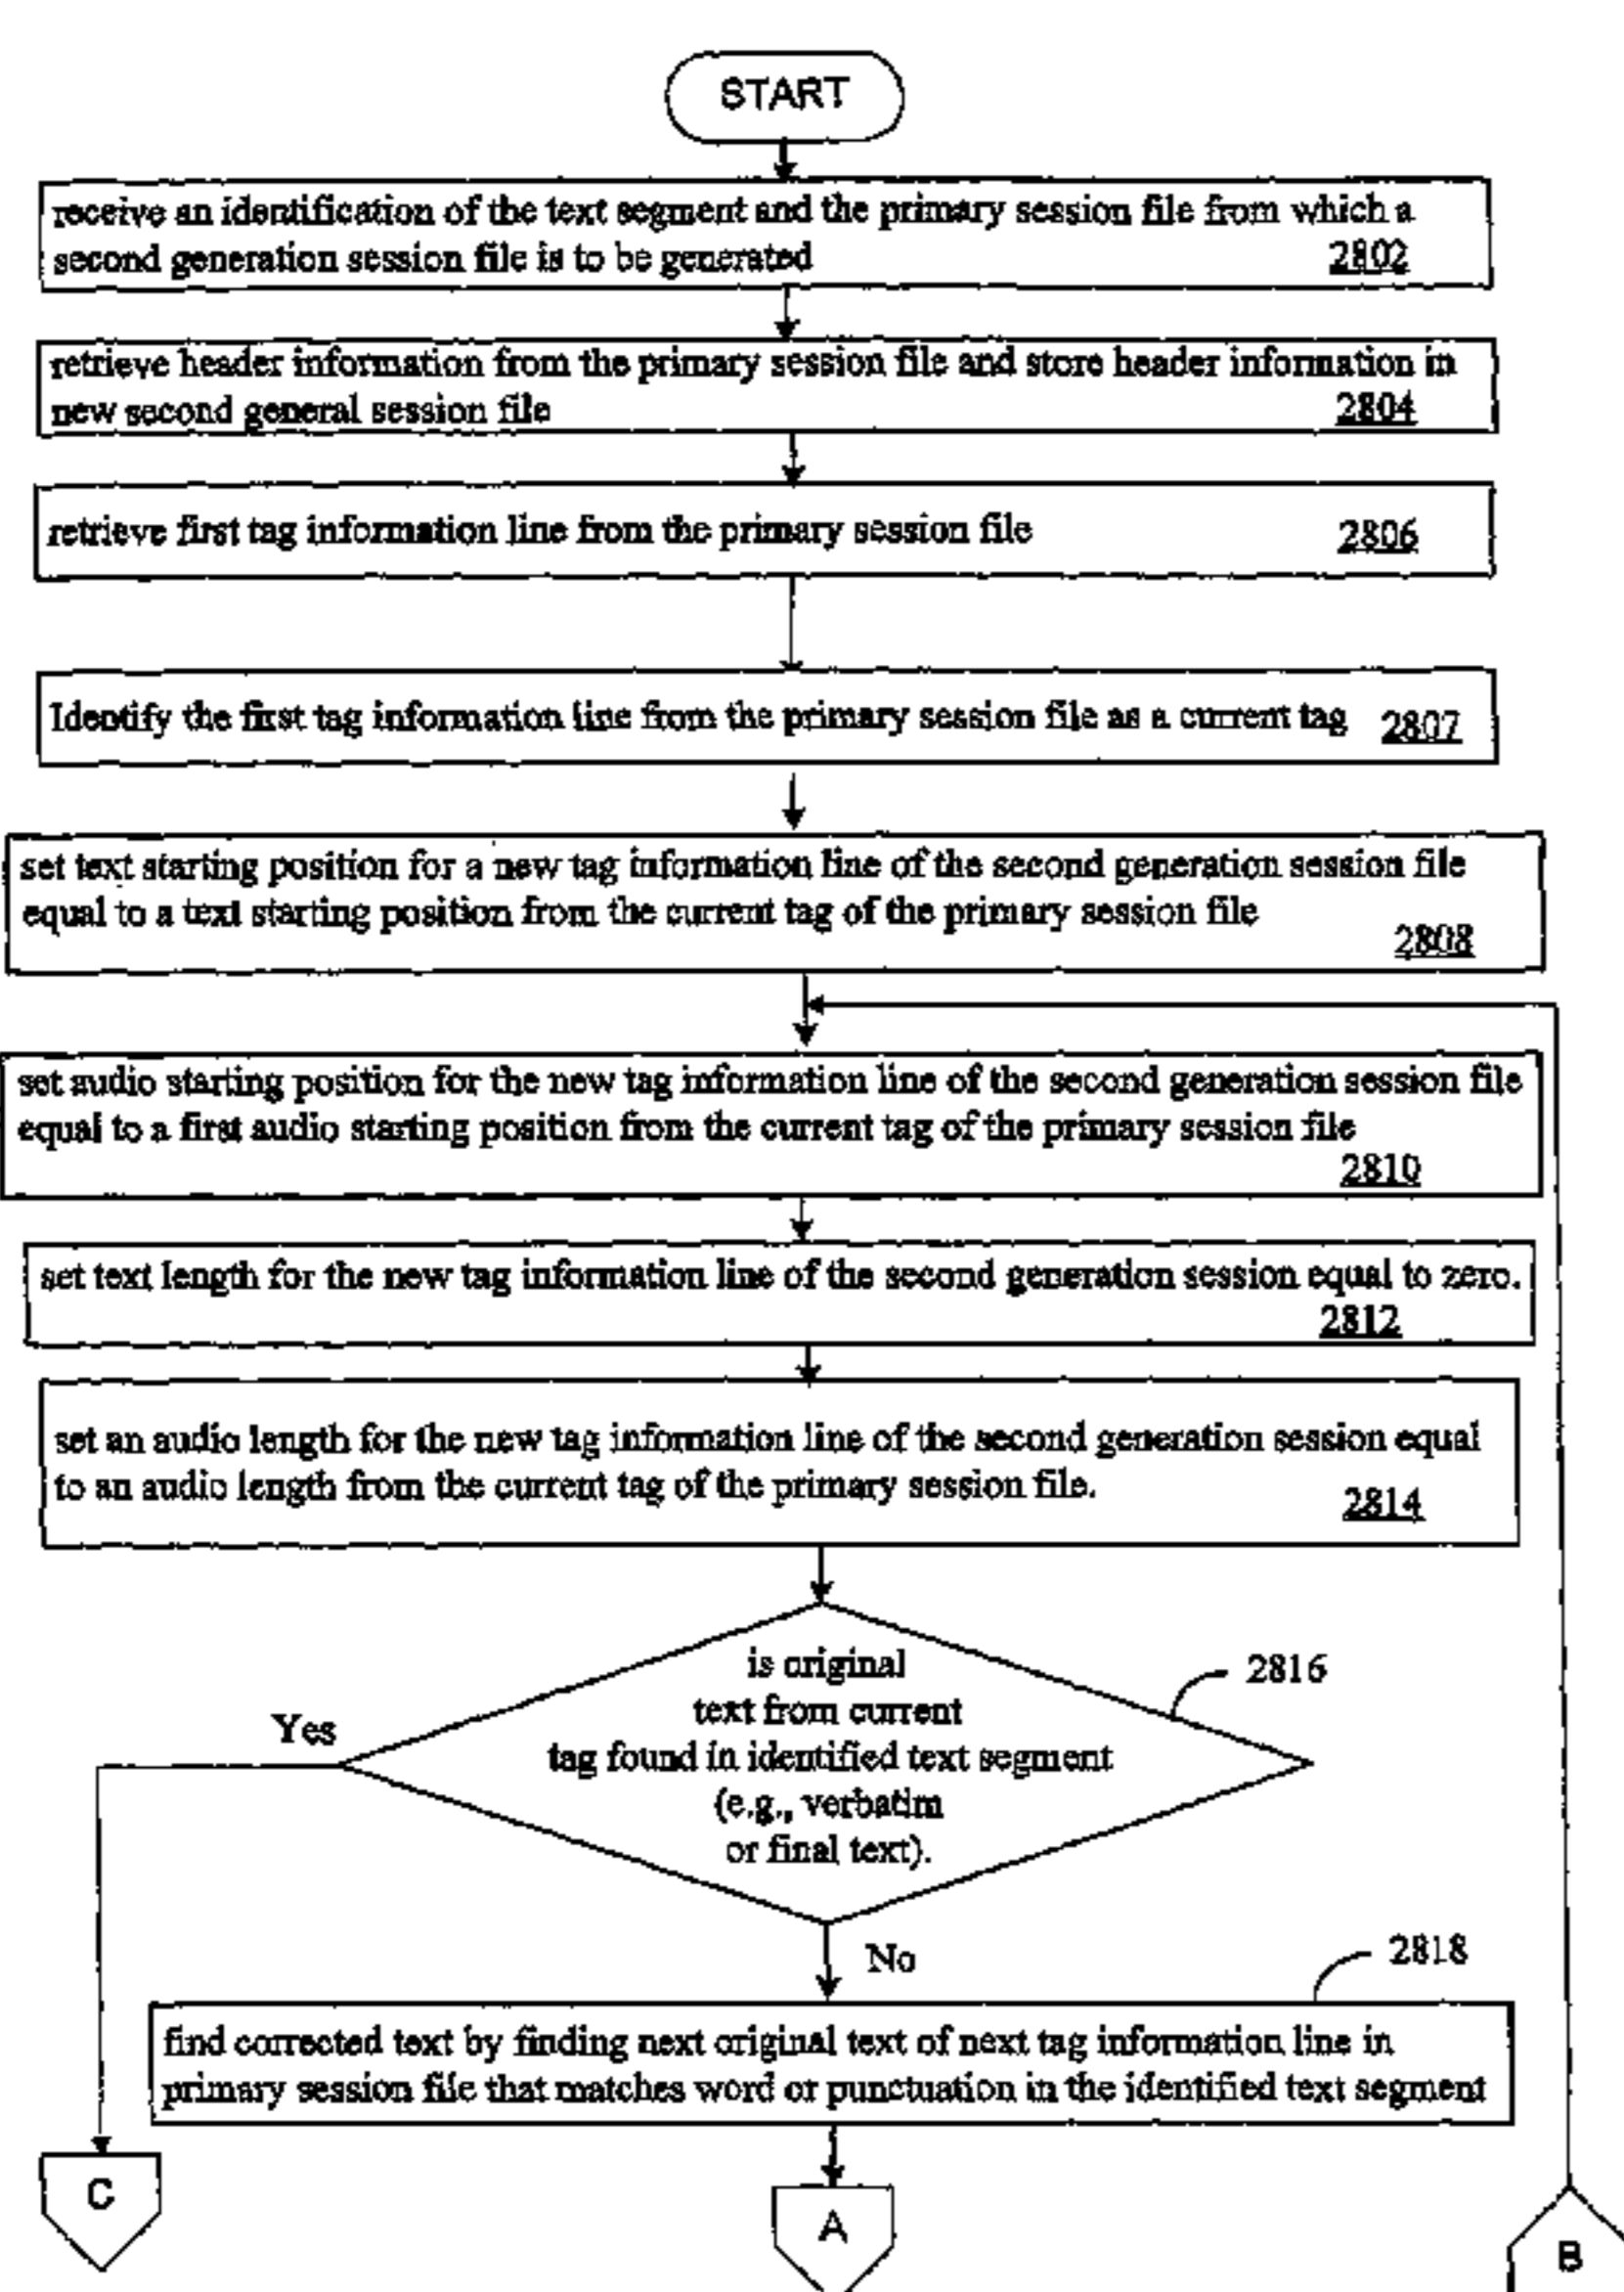 START
receive an identification of the text segment and the primary session file from which a
second generation session file is to be generated
2802
retrieve header information from the primary session file and store header information in
new second general session file
2804
retrieve first tag information line from the primary session file
2806
Identify the first tag information line from the primary session file as a current tag
2807
set text starting position for a new tag information line of the second generation session file
equal to a text starting position from the current tag of the primary session file
2808
set audio starting position for the new tag information line of the second generation session file
equal to a first audio starting position from the current tag of the primary session file
2810
set text length for the new tag information line of the second generation session equal to zero.
2812
set an audio length for the new tag information line of the second generation session equal
to an audio length from the current tag of the primary session file.
2814
is original
text from current
tag found in identified text segment
(e.g., verbatim
or final text).
2816
Yes
No
2818
find corrected text by finding next original text of next tag information line in
primary session file that matches word or punctuation in the identified text segment
C
A
B